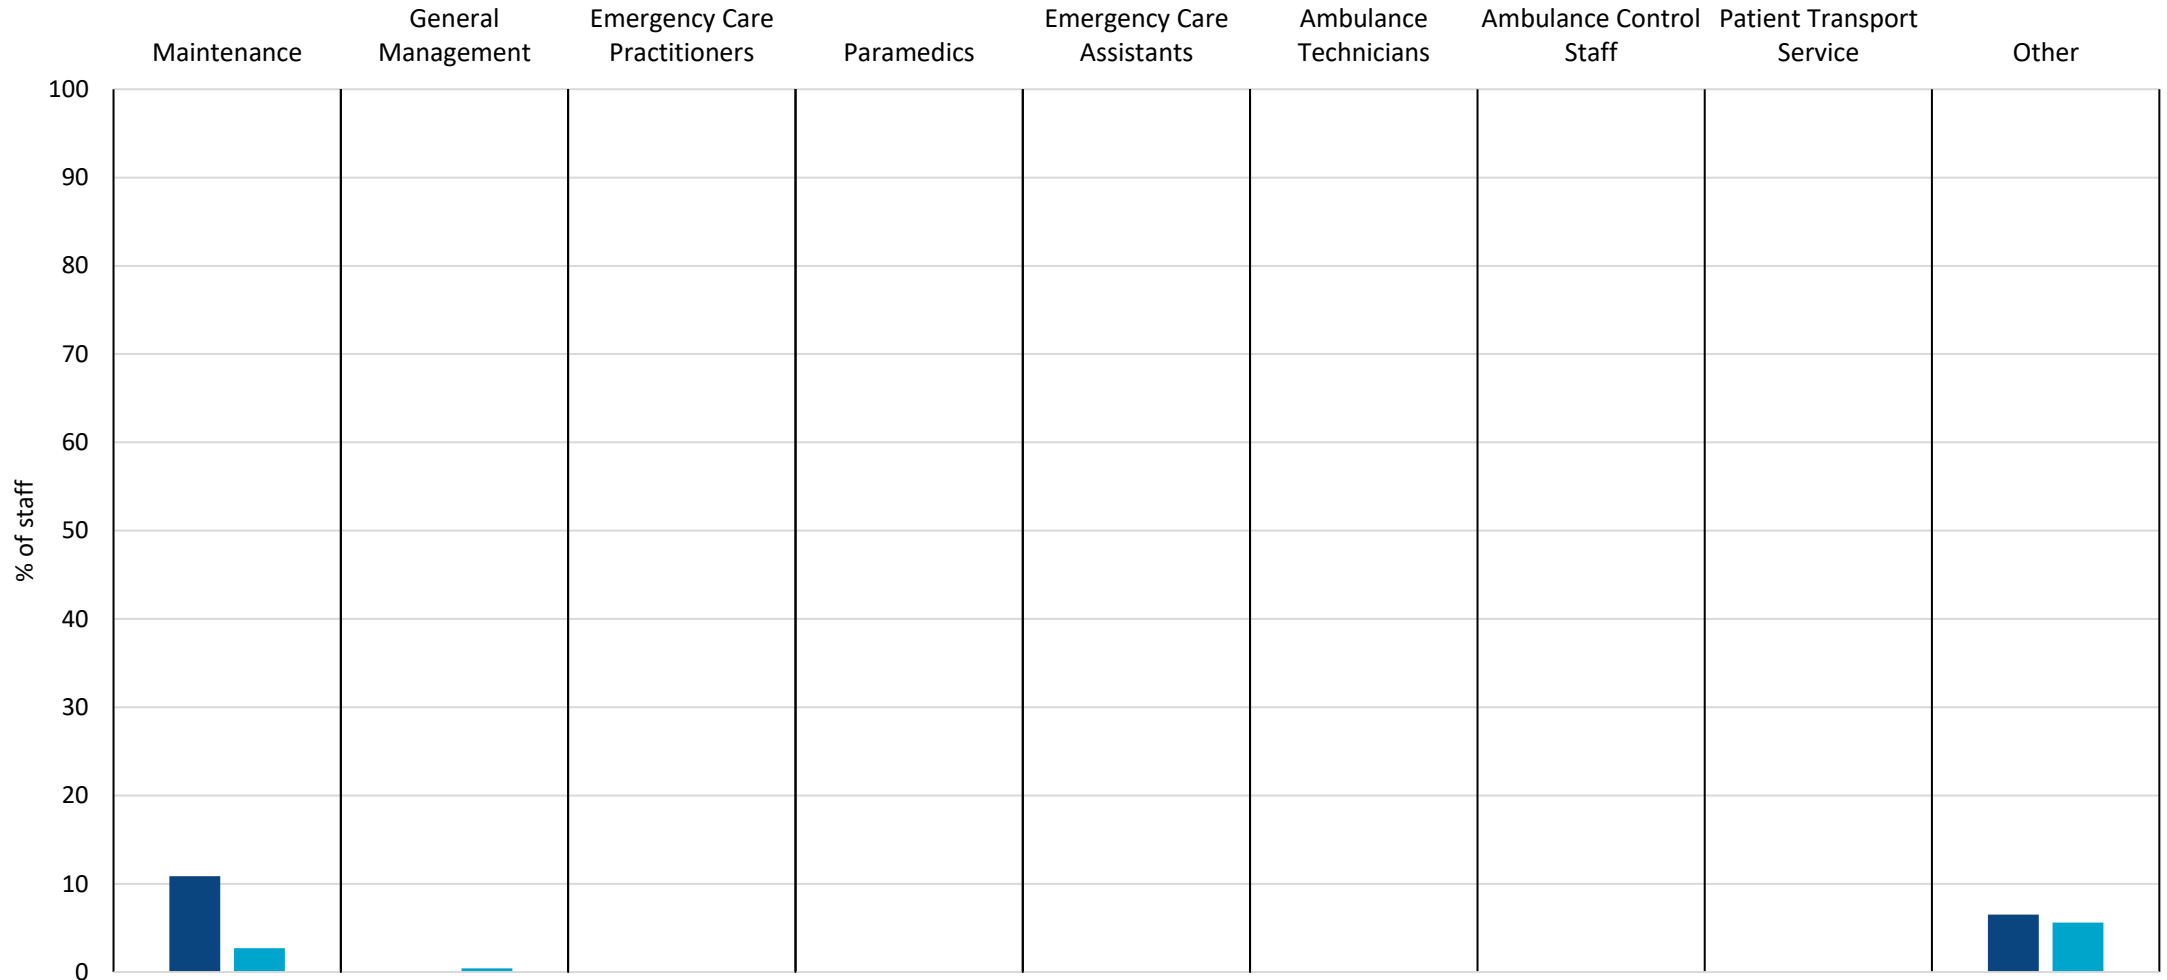 Maintenance
General
Management
Emergency Care
Practitioners
Paramedics
Emergency Care
Assistants
Ambulance
Technicians
Ambulance Control
Staff
Patient Transport
Service
Other
100
90
80
70
60
50
40
30
20
10
0
% of staff